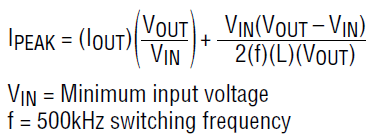 IPEAK = (IOUT)(VOUT/VIN) + VIN(VOUT – VIN)/2(f)(L)(VOUT)
VIN = Minimum input voltage
f = 500kHz switching frequency